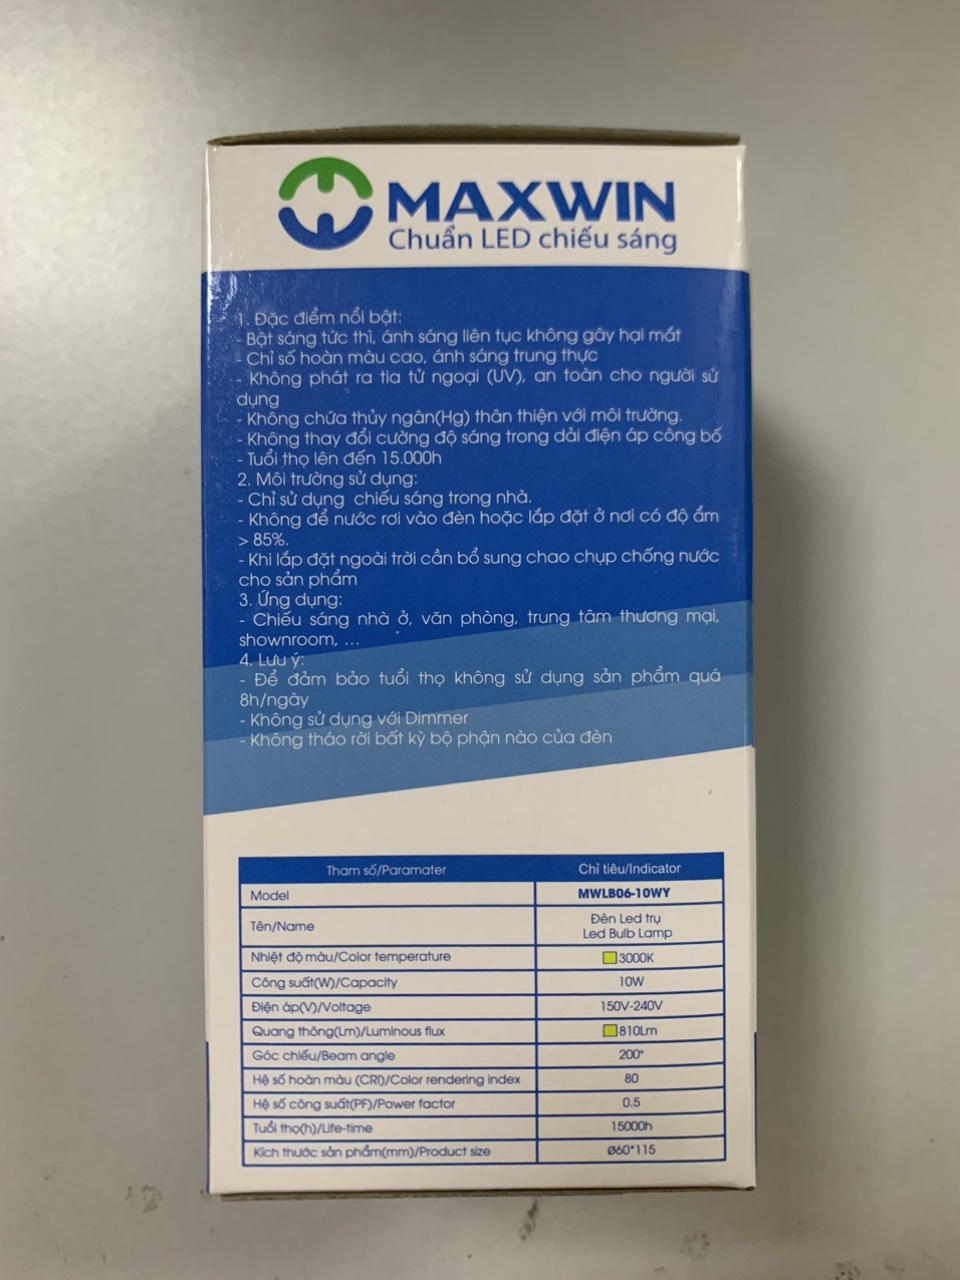 MAXWIN
Chuẩn LED chiếu sáng
1. Đặc điểm nổi bật:
- Bật sáng tức thì, ánh sáng liên tục không gây hại mắt
- Chỉ số hoàn màu cao, ánh sáng trung thực
- Không phát ra tia tử ngoại (UV), an toàn cho người sử
dụng
- Không chứa thủy ngân(Hg) thân thiện với môi trường.
- Không thay đổi cường độ sáng trong dải điện áp công bố
- Tuổi thọ lên đến 15.000h
2. Môi trường sử dụng:
- Chỉ sử dụng chiếu sáng trong nhà.
- Không để nước rơi vào đèn hoặc lắp đặt ở nơi có độ ẩm
> 85%.
- Khi lắp đặt ngoài trời cần bổ sung chao chụp chống nước
cho sản phẩm
3. Ứng dụng:
- Chiếu sáng nhà ở, văn phòng, trung tâm thương mại,
showroom, ...
4. Lưu ý:
- Để đảm bảo tuổi thọ không sử dụng sản phẩm quá
8h/ngày
- Không sử dụng với Dimmer
- Không tháo rời bất kỳ bộ phận nào của đèn
Tham số/Paramater Chỉ tiêu/Indicator
Model MWLB06-10WY
Tên/Name Đèn Led trụ
Led Bulb Lamp
Nhiệt độ màu/Color temperature 3000K
Công suất(W)/Capacity 10W
Điện áp(V)/Voltage 150V-240V
Quang thông(Lm)/Luminous flux 810Lm
Góc chiếu/Beam angle 200°
Hệ số hoàn màu (CRI)/Color rendering index 80
Hệ số công suất(PF)/Power factor 0.5
Tuổi thọ(h)/Life-time 15000h
Kích thước sản phẩm(mm)/Product size Ø60*115